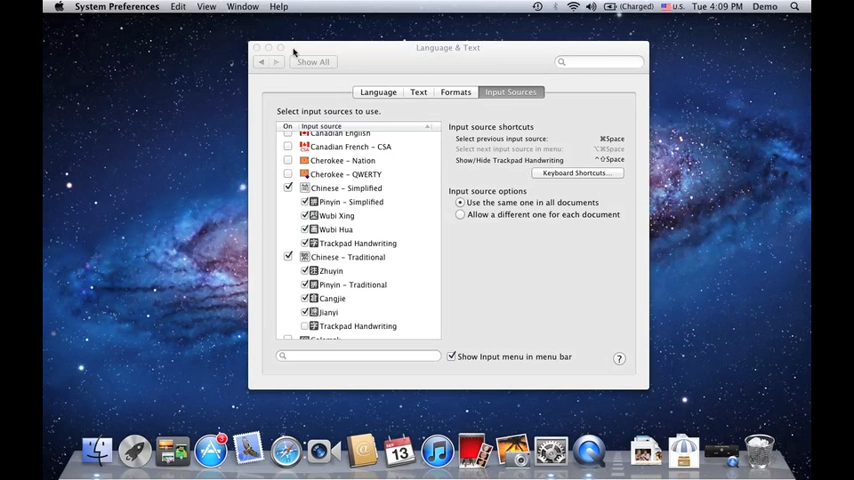 System Preferences Edit View Window Help (Charged) U.S. Tue 4:09 PM Demo
Language & Text
Show All
Language Text Formats Input Sources
Select input sources to use.
On Input source
Canadian English
Canadian French - CSA
Cherokee - Nation
Cherokee - QWERTY
Chinese - Simplified
Pinyin - Simplified
Wubi Xing
Wubi Hua
Trackpad Handwriting
Chinese - Traditional
Zhuyin
Pinyin - Traditional
Cangjie
Jianyi
Trackpad Handwriting
Input source shortcuts
Select previous input source: ⌘Space
Select next input source in menu: ⌥⌘Space
Show/Hide Trackpad Handwriting ^⇧Space
Keyboard Shortcuts...
Input source options
Use the same one in all documents
Allow a different one for each document
Show Input menu in menu bar ?
13